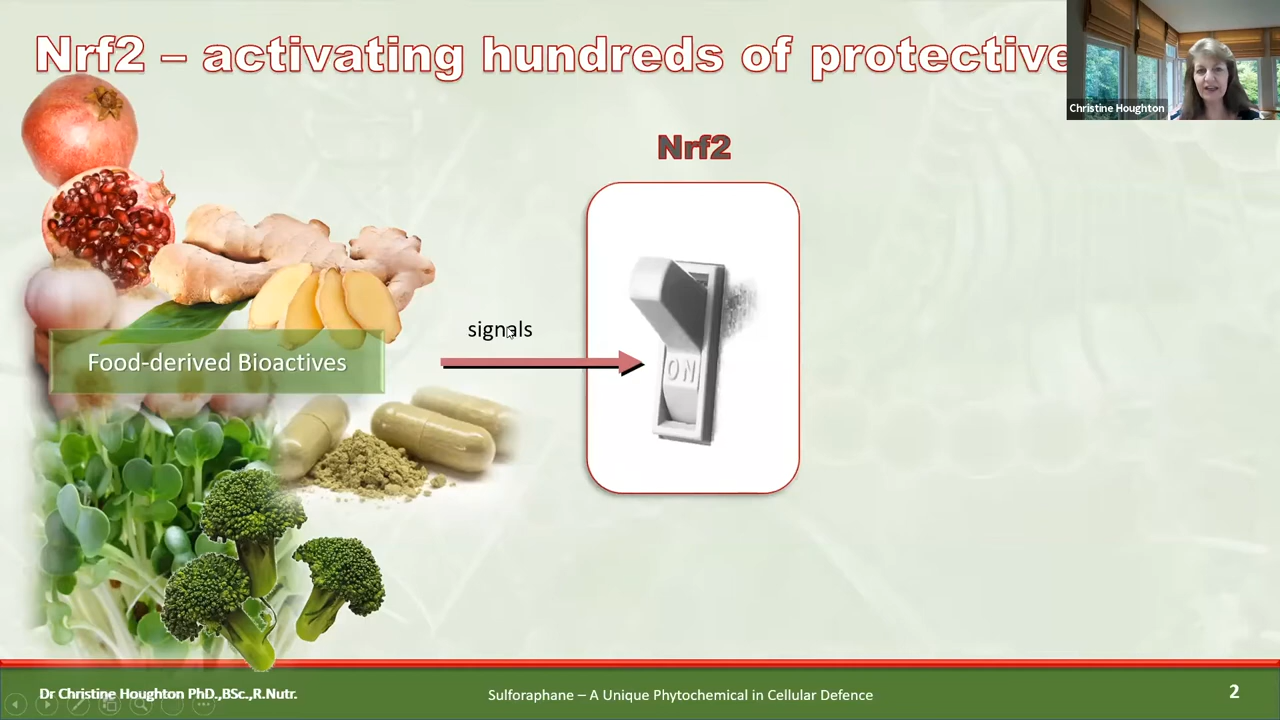 Nrf2 – activating hundreds of protective
Christine Houghton
Nrf2
signals
ON
Food-derived Bioactives
Dr Christine Houghton PhD.,BSc.,R.Nutr.
Sulforaphane – A Unique Phytochemical in Cellular Defence
2